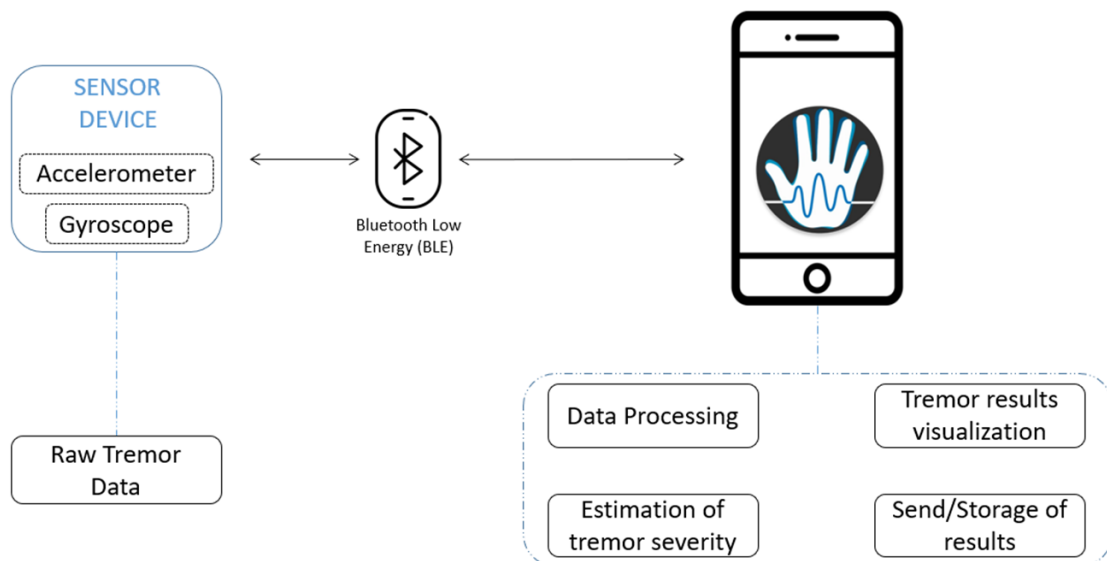 SENSOR
DEVICE
Accelerometer
Gyroscope
Bluetooth Low
Energy (BLE)
Raw Tremor
Data
Data Processing
Tremor results
visualization
Estimation of
tremor severity
Send/Storage of
results